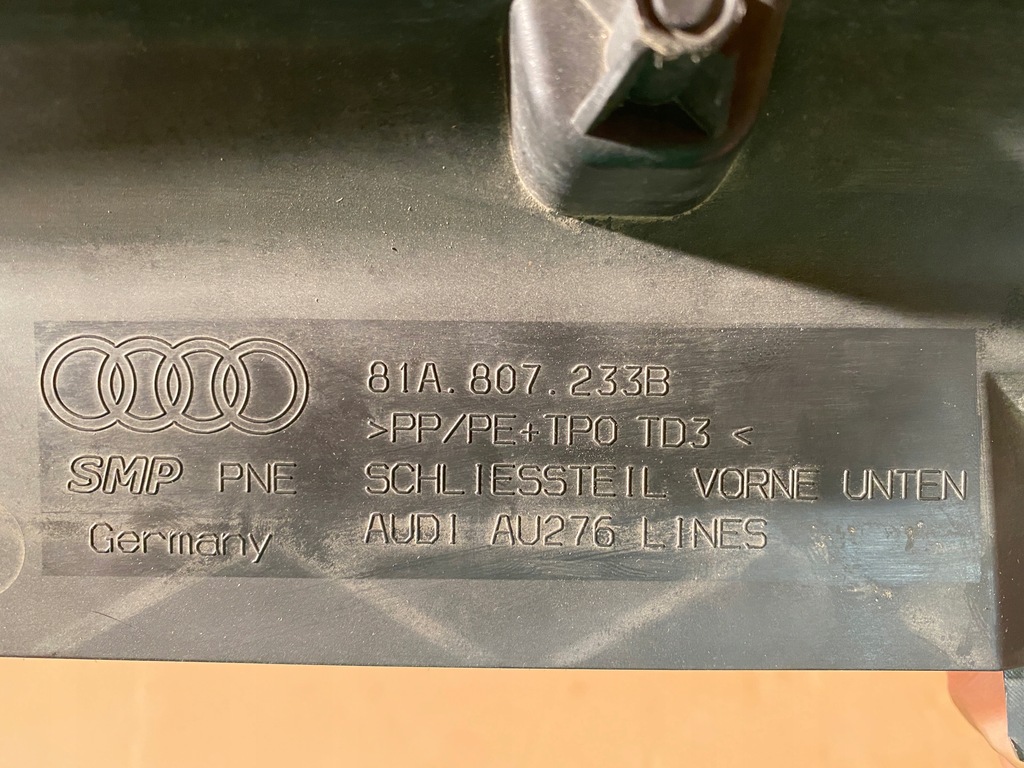 81A.807.233B
>PP/PE+TPO TD3 <
SMP PNE SCHLIESSTEIL VORNE UNTEN
Germany AUDI AU276 LINES